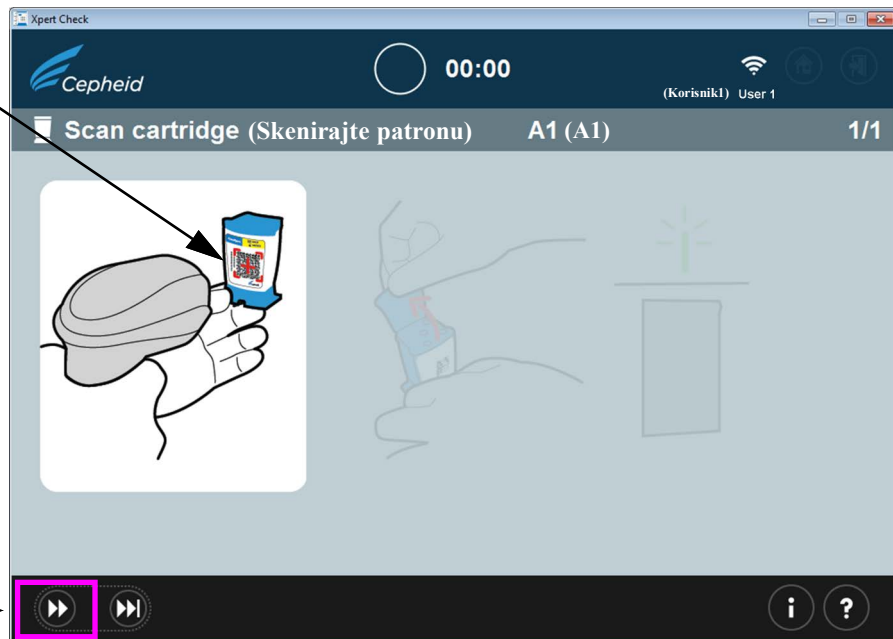 Xpert Check
Cepheid
00:00
(Korisnik1) User 1
Scan cartridge (Skenirajte patronu) A1 (A1) 1/1
i ?